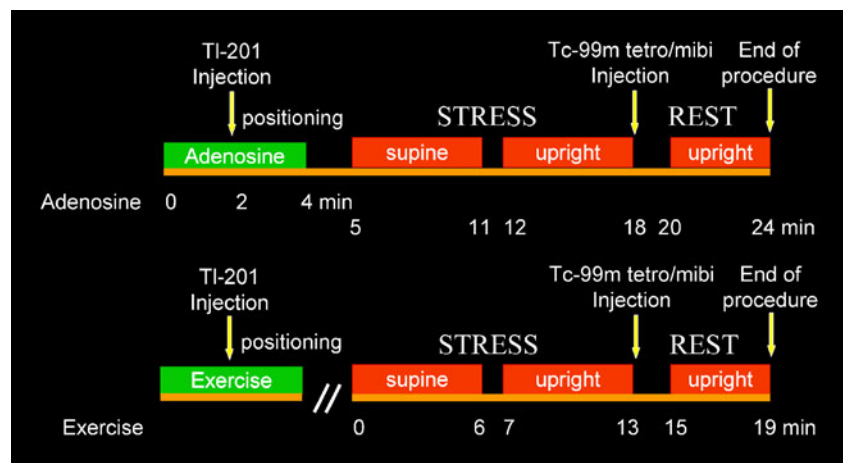 Tl-201
Injection
Tc-99m tetro/mibi
Injection
End of
procedure
positioning
STRESS
REST
Adenosine
supine
upright
upright
Adenosine 0 2 4 min
5 11 12 18 20 24 min
Tl-201
Injection
Tc-99m tetro/mibi
Injection
End of
procedure
positioning
STRESS
REST
Exercise
//
supine
upright
upright
Exercise 0 6 7 13 15 19 min